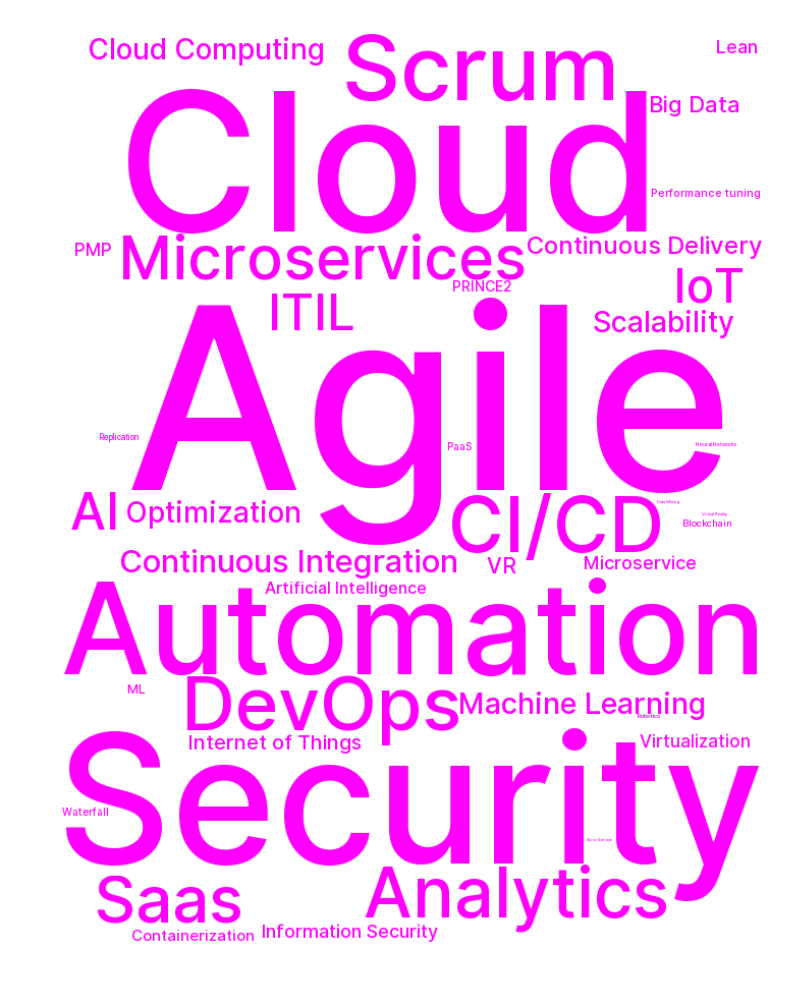 Cloud Computing
Scrum
Lean
Cloud
Big Data
Performance tuning
PMP
Microservices
Continuous Delivery
PRINCE2
IoT
ITIL
Scalability
Agile
Replication
PaaS
Neural Networks
Data Mining
Virtual Reality
AI
Optimization
CI/CD
Blockchain
Continuous Integration
VR
Microservice
Artificial Intelligence
Automation
ML
DevOps
Machine Learning
Robotics
Internet of Things
Virtualization
Security
Waterfall
Saas
Analytics
Containerization
Information Security